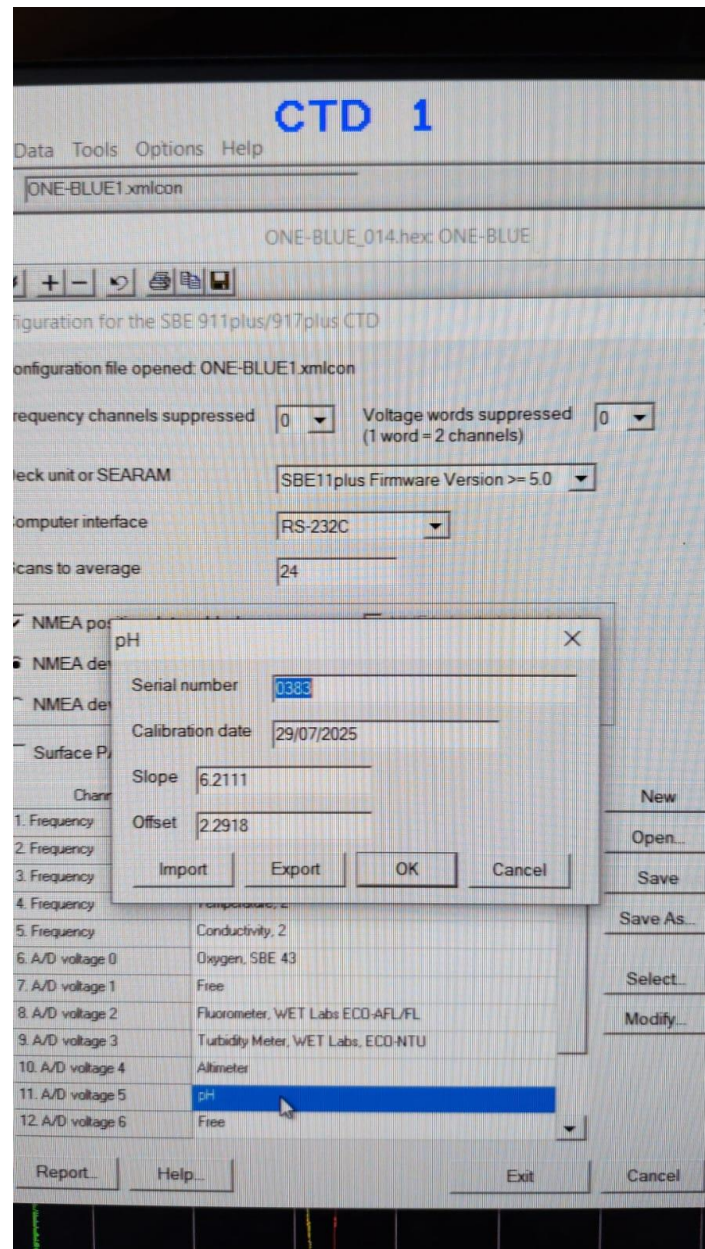 CTD 1
Data Tools Options Help
ONE-BLUE1.xmlcon
ONE-BLUE_014.hex: ONE-BLUE
figuration for the SBE 911plus/917plus CTD
onfiguration file opened: ONE-BLUE1.xmlcon
requency channels suppressed 0 Voltage words suppressed 0
(1 word = 2 channels)
eck unit or SEARAM SBE11plus Firmware Version >= 5.0
omputer interface RS-232C
cans to average 24
NMEA pos
pH
NMEA de
Serial number 0383
NMEA de
Calibration date 29/07/2025
Surface P
Slope 6.2111
Chan New
1. Frequency Offset 2.2918
2. Frequency Open...
3. Frequency Import Export OK Cancel Save
4. Frequency Temperature, 2
5. Frequency Conductivity, 2 Save As...
6. A/D voltage 0 Oxygen, SBE 43
7. A/D voltage 1 Free Select...
8. A/D voltage 2 Fluorometer, WET Labs ECO-AFL/FL Modify...
9. A/D voltage 3 Turbidity Meter, WET Labs, ECO-NTU
10. A/D voltage 4 Altimeter
11. A/D voltage 5 pH
12. A/D voltage 6 Free
Report... Help... Exit Cancel